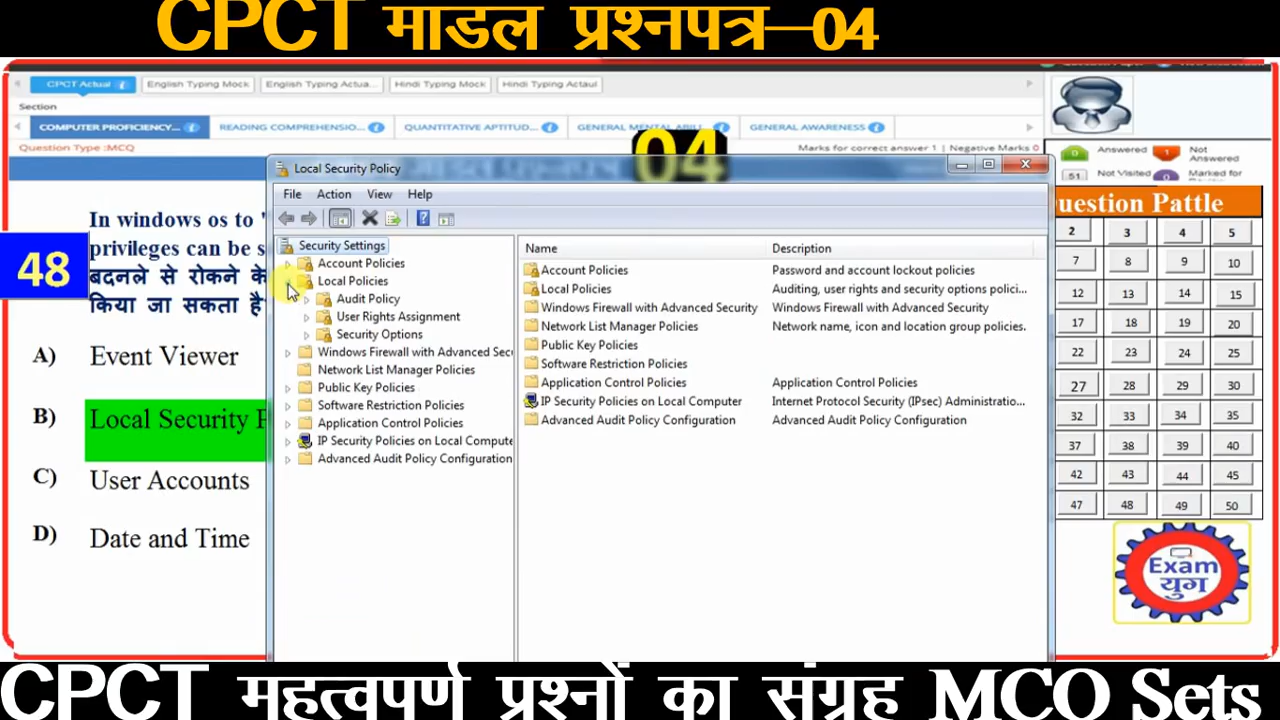 CPCT माडल प्रश्नपत्र—04
CPCT Actual
English Typing Mock
English Typing Actua...
Hindi Typing Mock
Hindi Typing Actaul
Section
COMPUTER PROFICIENCY...
READING COMPREHENSIO...
QUANTITATIVE APTITUD...
GENERAL MENTAL ABILI
GENERAL AWARENESS
Question Type :MCQ
Marks for correct answer 1 | Negative Marks 0
04
0 Answered
1 Not Answered
51 Not Visited
0 Marked for
uestion Pattle
2 3 4 5
7 8 9 10
12 13 14 15
17 18 19 20
22 23 24 25
27 28 29 30
32 33 34 35
37 38 39 40
42 43 44 45
47 48 49 50
48
In windows os to
privileges can be s
बदनले से रोकने के
किया जा सकता है
A) Event Viewer
B) Local Security P
C) User Accounts
D) Date and Time
Local Security Policy
File Action View Help
Security Settings
Account Policies
Local Policies
Audit Policy
User Rights Assignment
Security Options
Windows Firewall with Advanced Secu
Network List Manager Policies
Public Key Policies
Software Restriction Policies
Application Control Policies
IP Security Policies on Local Compute
Advanced Audit Policy Configuration
Name Description
Account Policies Password and account lockout policies
Local Policies Auditing, user rights and security options polici...
Windows Firewall with Advanced Security Windows Firewall with Advanced Security
Network List Manager Policies Network name, icon and location group policies.
Public Key Policies
Software Restriction Policies
Application Control Policies Application Control Policies
IP Security Policies on Local Computer Internet Protocol Security (IPsec) Administratio...
Advanced Audit Policy Configuration Advanced Audit Policy Configuration
Exam
युग
CPCT महत्वपर्ण प्रश्नों का संग्रह MCQ Sets